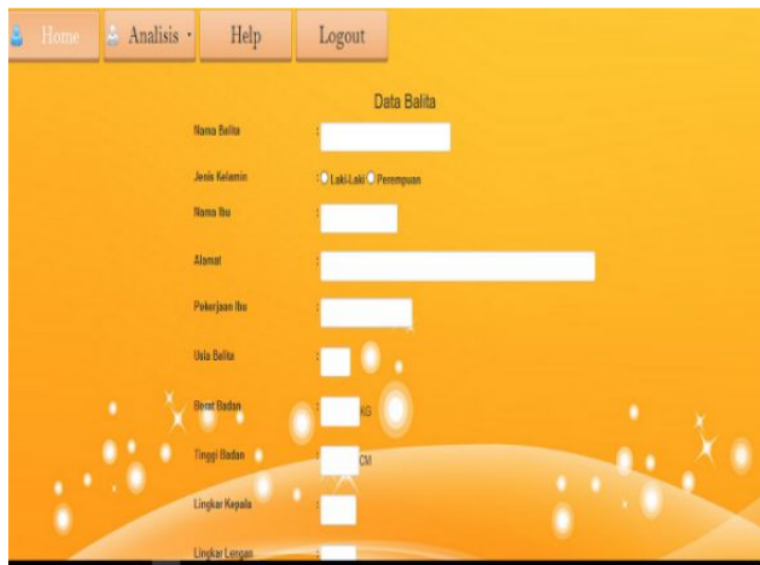 Home Analisis Help Logout
Data Balita
Nama Balita :
Jenis Kelamin : Laki-Laki Perempuan
Nama Ibu :
Alamat :
Pekerjaan Ibu :
Usia Balita :
Berat Badan : KG
Tinggi Badan : CM
Lingkar Kepala :
Lingkar Lengan :